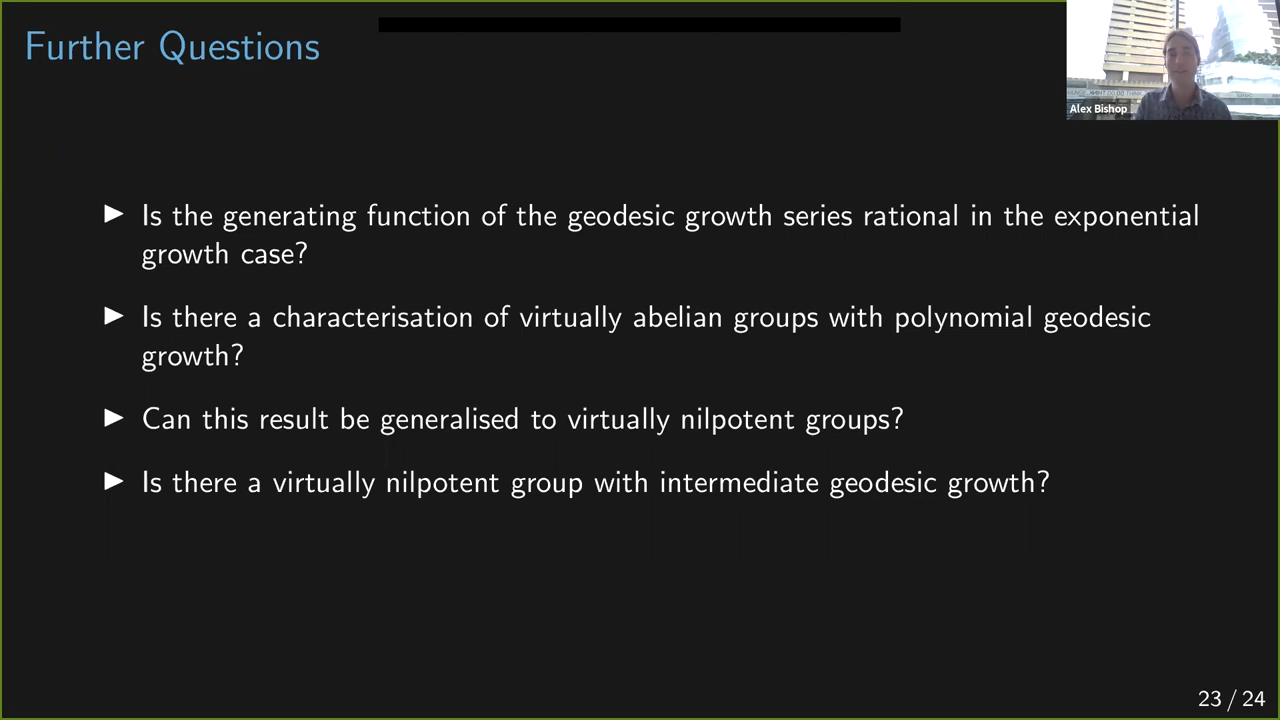 Further Questions
Alex Bishop
▶ Is the generating function of the geodesic growth series rational in the exponential
growth case?
▶ Is there a characterisation of virtually abelian groups with polynomial geodesic
growth?
▶ Can this result be generalised to virtually nilpotent groups?
▶ Is there a virtually nilpotent group with intermediate geodesic growth?
23 / 24